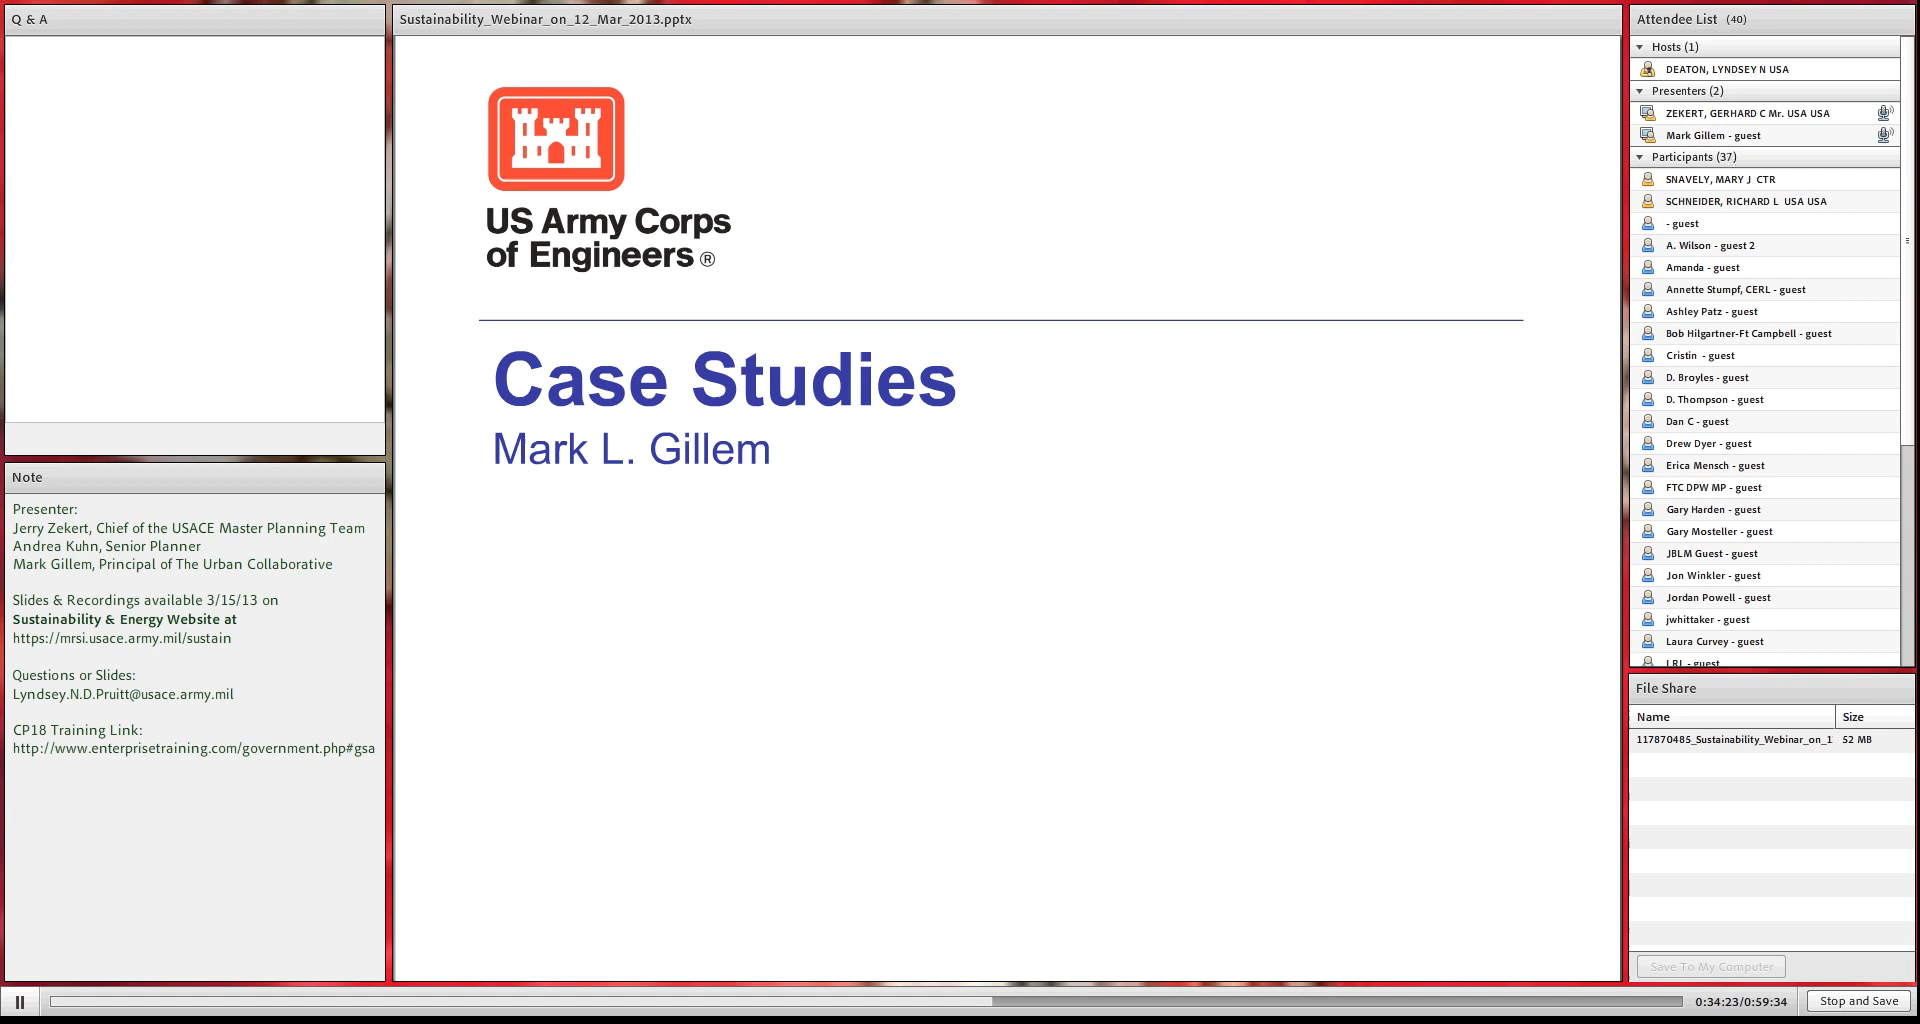 Q & A
Sustainability_Webinar_on_12_Mar_2013.pptx
US Army Corps
of Engineers ®
Case Studies
Mark L. Gillem
Note
Presenter:
Jerry Zekert, Chief of the USACE Master Planning Team
Andrea Kuhn, Senior Planner
Mark Gillem, Principal of The Urban Collaborative
Slides & Recordings available 3/15/13 on
Sustainability & Energy Website at
https://mrsi.usace.army.mil/sustain
Questions or Slides:
Lyndsey.N.D.Pruitt@usace.army.mil
CP18 Training Link:
http://www.enterprisetraining.com/government.php#gsa
Attendee List (40)
Hosts (1)
DEATON, LYNDSEY N USA
Presenters (2)
ZEKERT, GERHARD C Mr. USA USA
Mark Gillem - guest
Participants (37)
SNAVELY, MARY J CTR
SCHNEIDER, RICHARD L USA USA
- guest
A. Wilson - guest 2
Amanda - guest
Annette Stumpf, CERL - guest
Ashley Patz - guest
Bob Hilgartner-Ft Campbell - guest
Cristin - guest
D. Broyles - guest
D. Thompson - guest
Dan C - guest
Drew Dyer - guest
Erica Mensch - guest
FTC DPW MP - guest
Gary Harden - guest
Gary Mosteller - guest
JBLM Guest - guest
Jon Winkler - guest
Jordan Powell - guest
jwhittaker - guest
Laura Curvey - guest
LRL - guest
File Share
Name Size
117870485_Sustainability_Webinar_on_1 52 MB
Save To My Computer
0:34:23/0:59:34
Stop and Save